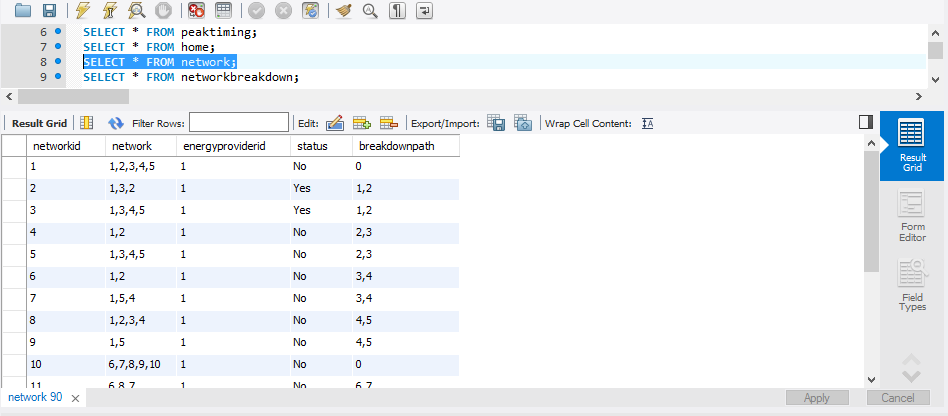 6 SELECT * FROM peaktiming;
7 SELECT * FROM home;
8 SELECT * FROM network;
9 SELECT * FROM networkbreakdown;
Result Grid Filter Rows: Edit: Export/Import: Wrap Cell Content: IA
networkid network energyproviderid status breakdownpath
1 1,2,3,4,5 1 No 0
2 1,3,2 1 Yes 1,2
3 1,3,4,5 1 Yes 1,2
4 1,2 1 No 2,3
5 1,3,4,5 1 No 2,3
6 1,2 1 No 3,4
7 1,5,4 1 No 3,4
8 1,2,3,4 1 No 4,5
9 1,5 1 No 4,5
10 6,7,8,9,10 1 No 0
11 6,8,7 1 No 6,7
Result
Grid
Form
Editor
Field
Types
network 90 Apply Cancel